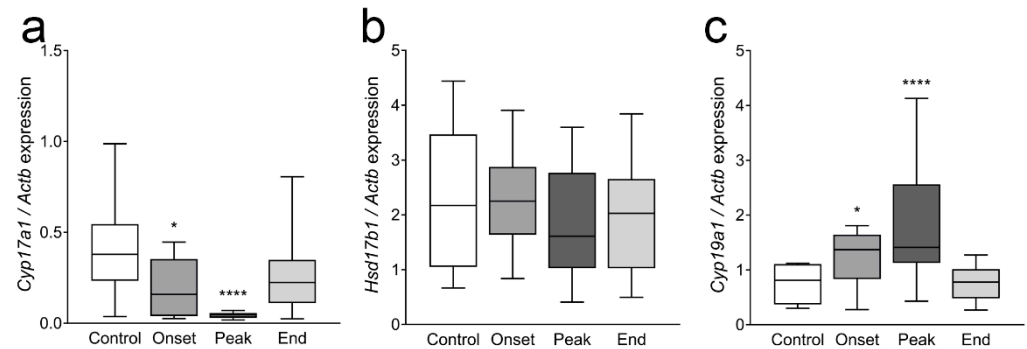 a
Cyp17a1 / Actb expression
1.5
1.0
0.5
0.0
*
****
Control Onset Peak End
b
Hsd17b1 / Actb expression
5
4
3
2
1
0
Control Onset Peak End
c
Cyp19a1 / Actb expression
5
4
3
2
1
0
*
****
Control Onset Peak End